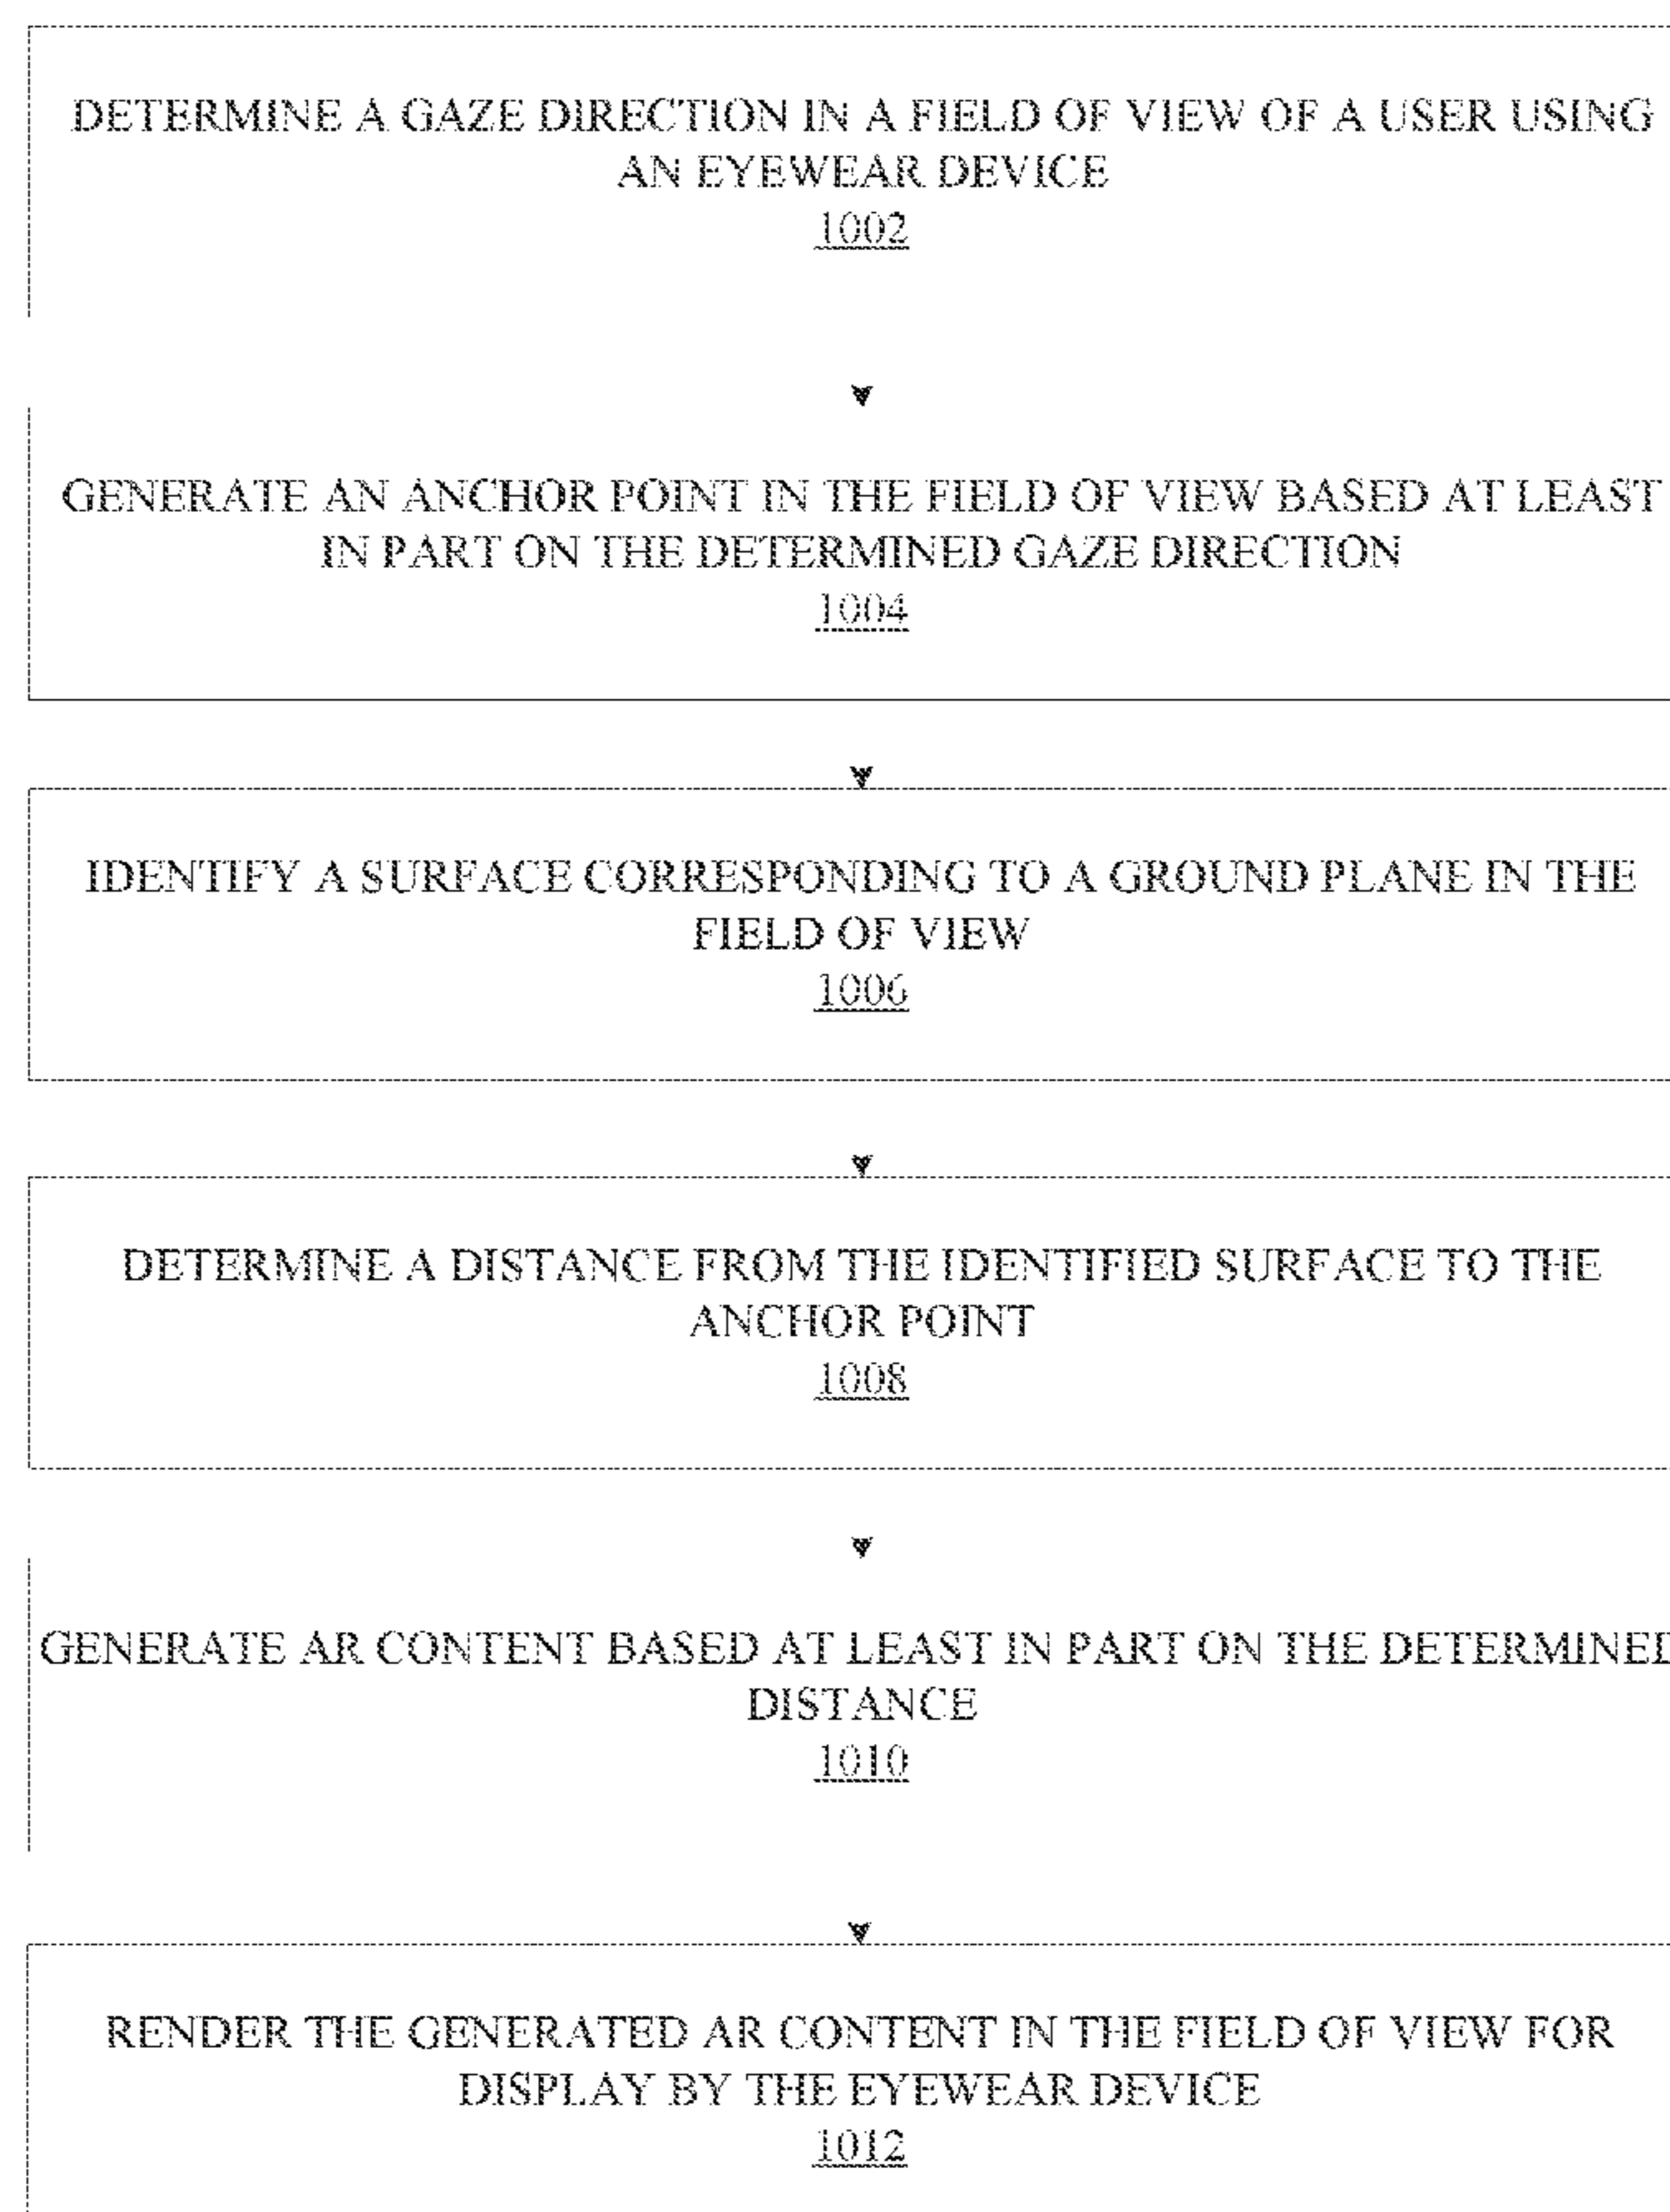 DETERMINE A GAZE DIRECTION IN A FIELD OF VIEW OF A USER USING
AN EYEWEAR DEVICE
1002
GENERATE AN ANCHOR POINT IN THE FIELD OF VIEW BASED AT LEAST
IN PART ON THE DETERMINED GAZE DIRECTION
1004
IDENTIFY A SURFACE CORRESPONDING TO A GROUND PLANE IN THE
FIELD OF VIEW
1006
DETERMINE A DISTANCE FROM THE IDENTIFIED SURFACE TO THE
ANCHOR POINT
1008
GENERATE AR CONTENT BASED AT LEAST IN PART ON THE DETERMINED
DISTANCE
1010
RENDER THE GENERATED AR CONTENT IN THE FIELD OF VIEW FOR
DISPLAY BY THE EYEWEAR DEVICE
1012